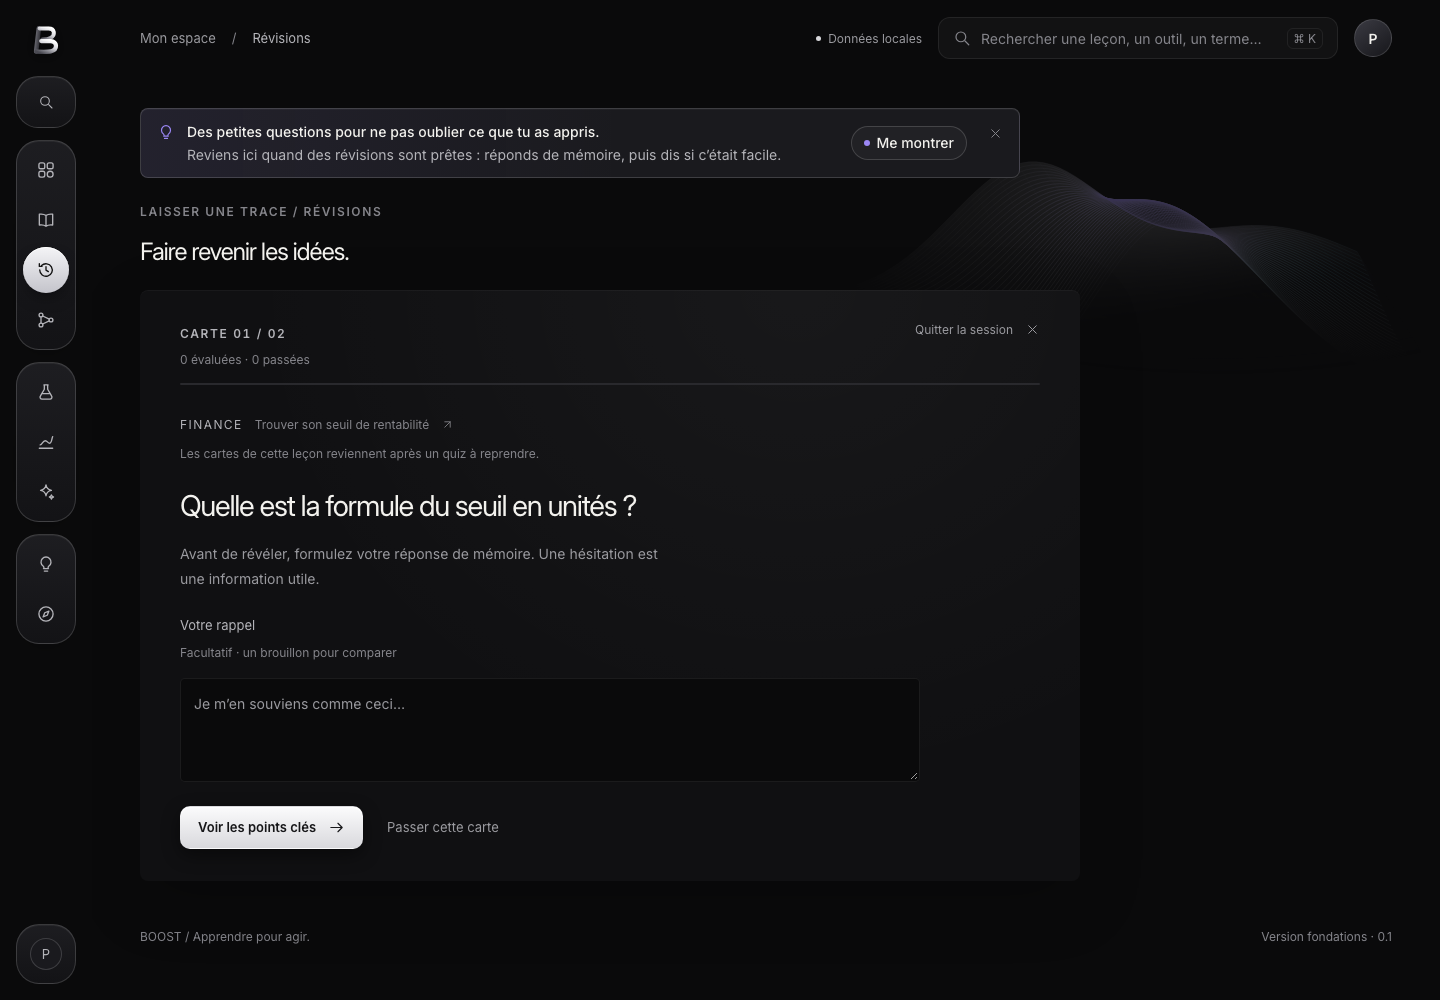 B
Mon espace / Révisions
Données locales
Rechercher une leçon, un outil, un terme…
⌘ K
P
Des petites questions pour ne pas oublier ce que tu as appris.
Reviens ici quand des révisions sont prêtes : réponds de mémoire, puis dis si c’était facile.
Me montrer
LAISSER UNE TRACE / RÉVISIONS
Faire revenir les idées.
CARTE 01 / 02
Quitter la session
0 évaluées · 0 passées
FINANCE Trouver son seuil de rentabilité
Les cartes de cette leçon reviennent après un quiz à reprendre.
Quelle est la formule du seuil en unités ?
Avant de révéler, formulez votre réponse de mémoire. Une hésitation est
une information utile.
Votre rappel
Facultatif · un brouillon pour comparer
Je m’en souviens comme ceci…
Voir les points clés
Passer cette carte
BOOST / Apprendre pour agir.
Version fondations · 0.1
P